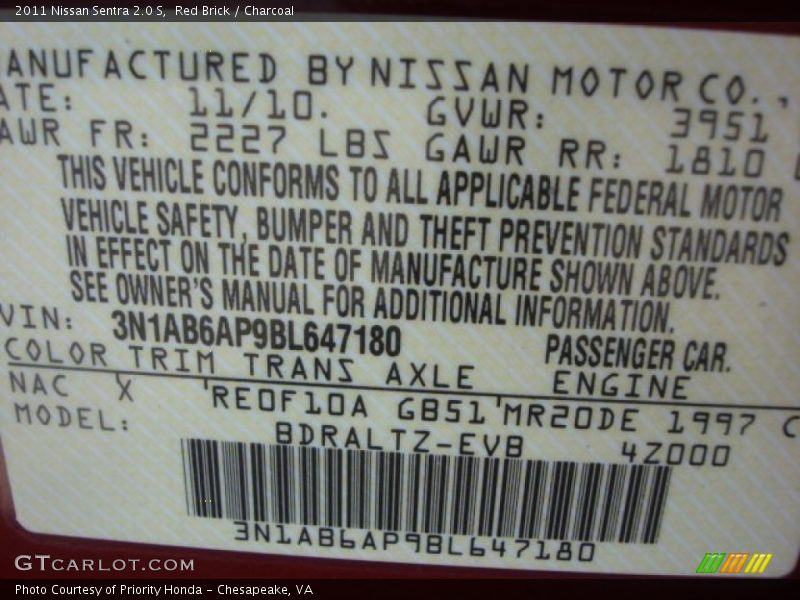 2011 Nissan Sentra 2.0 S,  Red Brick / Charcoal
ANUFACTURED BY NISSAN MOTOR CO.,
ATE: 11/10. GVWR: 3951
AWR FR: 2227 LBS GAWR RR: 1810
THIS VEHICLE CONFORMS TO ALL APPLICABLE FEDERAL MOTOR
VEHICLE SAFETY, BUMPER AND THEFT PREVENTION STANDARDS
IN EFFECT ON THE DATE OF MANUFACTURE SHOWN ABOVE.
SEE OWNER'S MANUAL FOR ADDITIONAL INFORMATION.
VIN: 3N1AB6AP9BL647180 PASSENGER CAR.
COLOR TRIM TRANS AXLE ENGINE
NAC X RE0F10A GB51 MR20DE 1997 C
MODEL: BDRALTZ-EVB 4Z000
3N1AB6AP9BL647180
GTCARLOT.COM
Photo Courtesy of Priority Honda - Chesapeake, VA